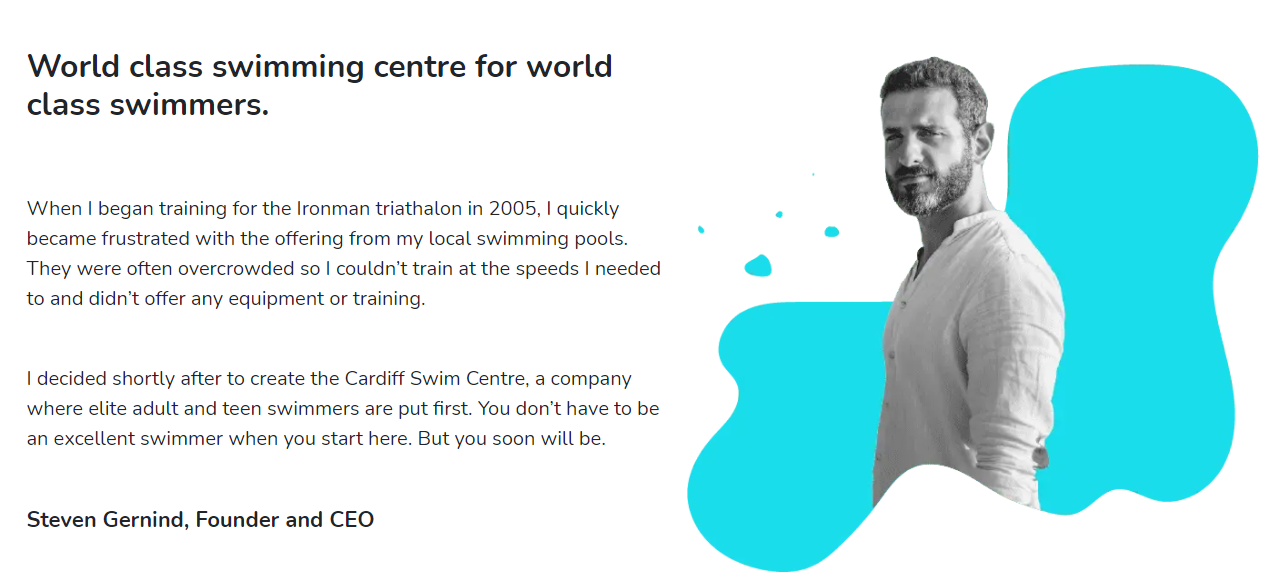 World class swimming centre for world
class swimmers.
When I began training for the Ironman triathalon in 2005, I quickly
became frustrated with the offering from my local swimming pools.
They were often overcrowded so I couldn’t train at the speeds I needed
to and didn’t offer any equipment or training.
I decided shortly after to create the Cardiff Swim Centre, a company
where elite adult and teen swimmers are put first. You don’t have to be
an excellent swimmer when you start here. But you soon will be.
Steven Gernind, Founder and CEO